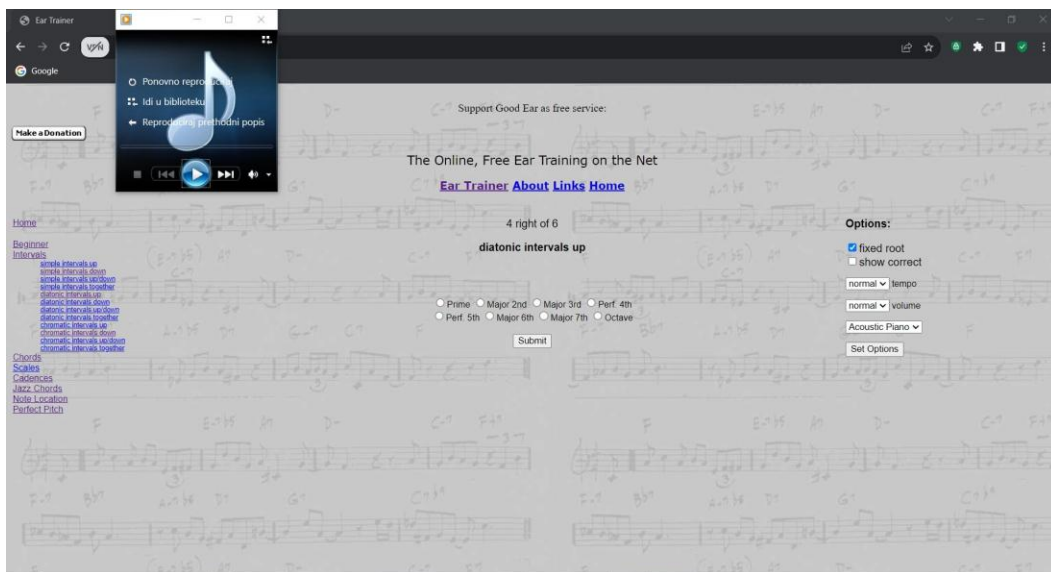 Ear Trainer
VPN
Google
Ponovno reproduciraj
Idi u biblioteku
Reproduciraj prethodni popis
Support Good Ear as free service:
Make a Donation
The Online, Free Ear Training on the Net
Ear Trainer About Links Home
Home
Beginner
Intervals
simple intervals up
simple intervals down
simple intervals up/down
simple intervals together
diatonic intervals up
diatonic intervals down
diatonic intervals up/down
diatonic intervals together
chromatic intervals up
chromatic intervals down
chromatic intervals up/down
chromatic intervals together
Chords
Scales
Cadences
Jazz Chords
Note Location
Perfect Pitch
4 right of 6
diatonic intervals up
Prime Major 2nd Major 3rd Perf. 4th
Perf. 5th Major 6th Major 7th Octave
Submit
Options:
fixed root
show correct
normal tempo
normal volume
Acoustic Piano
Set Options